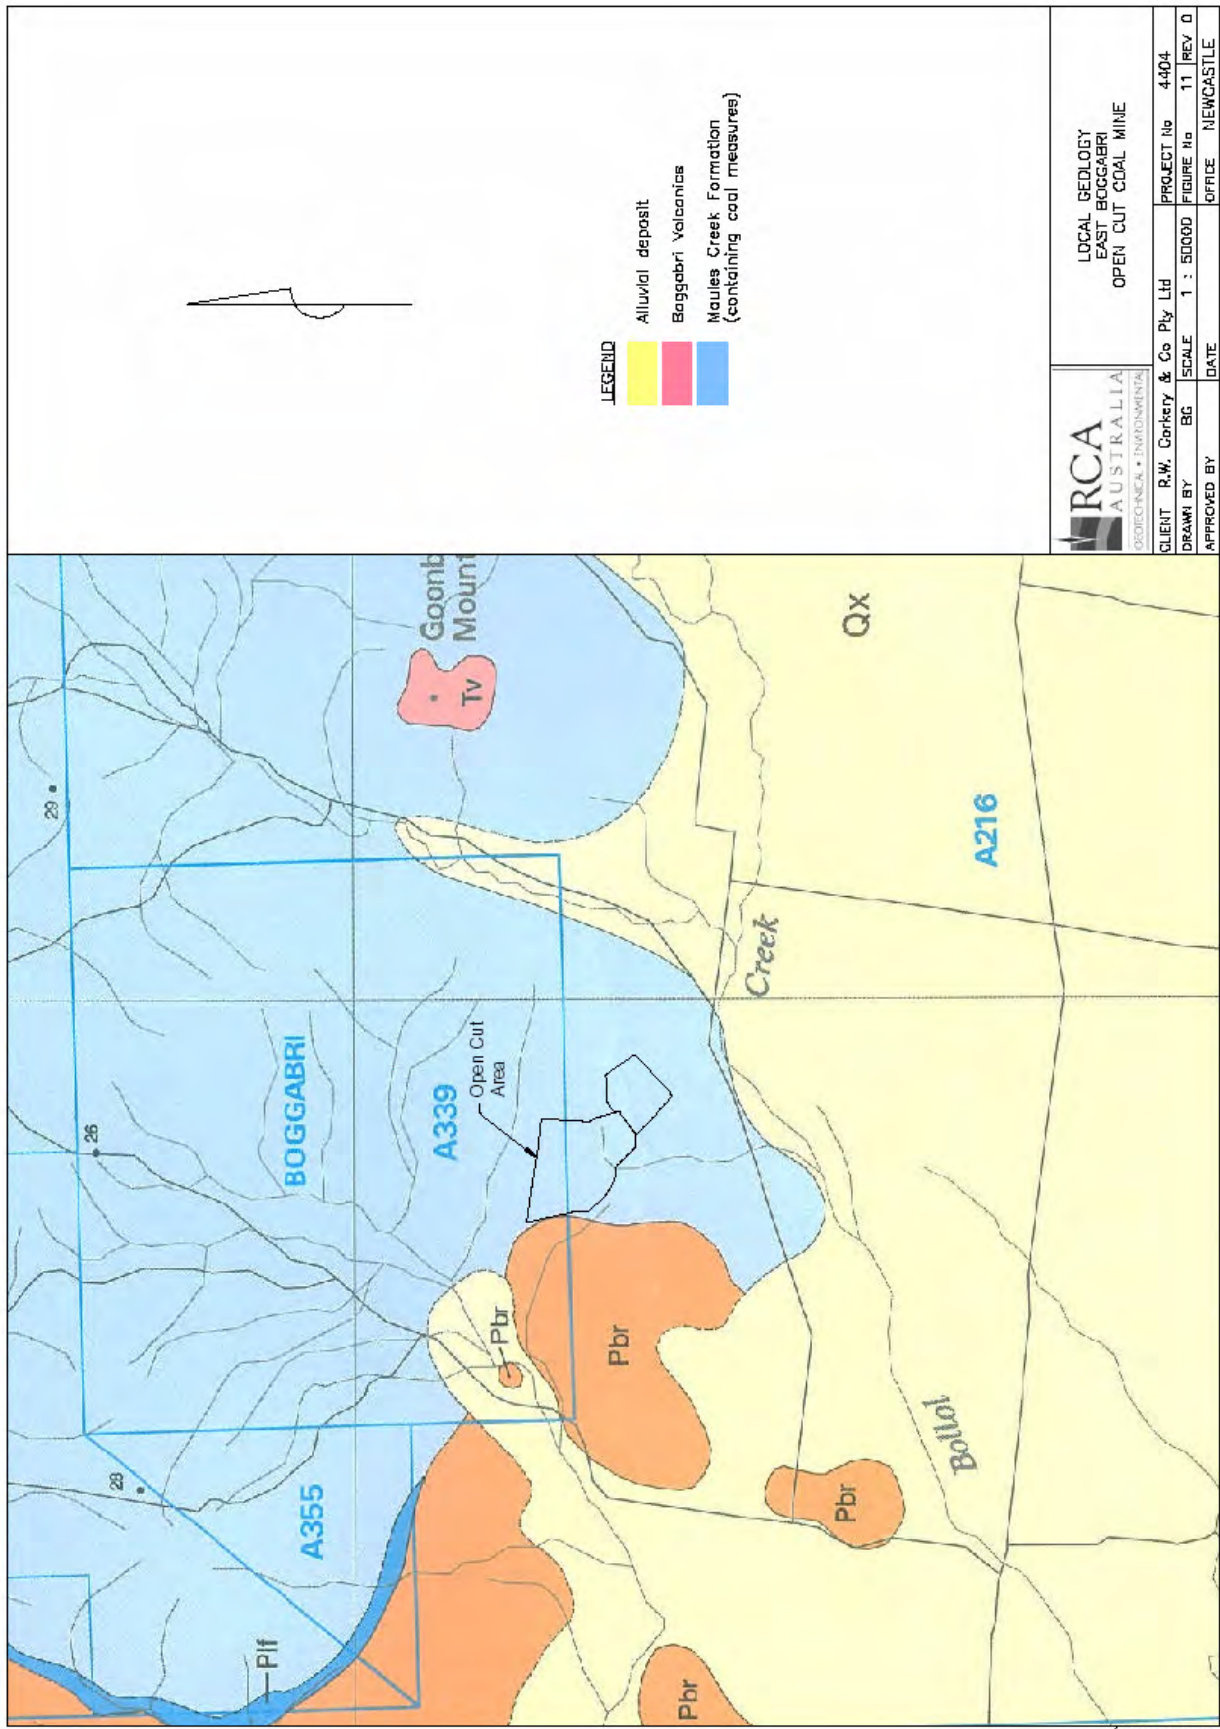 29
26
28
BOGGABRI
A339
A355
A216
Open Cut
Area
Goonb
Mount
Tv
Qx
Creek
Bollol
Pbr
Pbr
Pbr
Pbr
Plf
LEGEND
Alluvial deposit
Boggabri Volcanics
Maules Creek Formation
(containing coal measures)
RCA
AUSTRALIA
GEOTECHNICAL • ENVIRONMENTAL
LOCAL GEOLOGY
EAST BOGGABRI
OPEN CUT COAL MINE
CLIENT R.W. Corkery & Co Pty Ltd PROJECT No 4404
DRAWN BY BG SCALE 1 : 50000 FIGURE No 11 REV 0
APPROVED BY DATE OFFICE NEWCASTLE